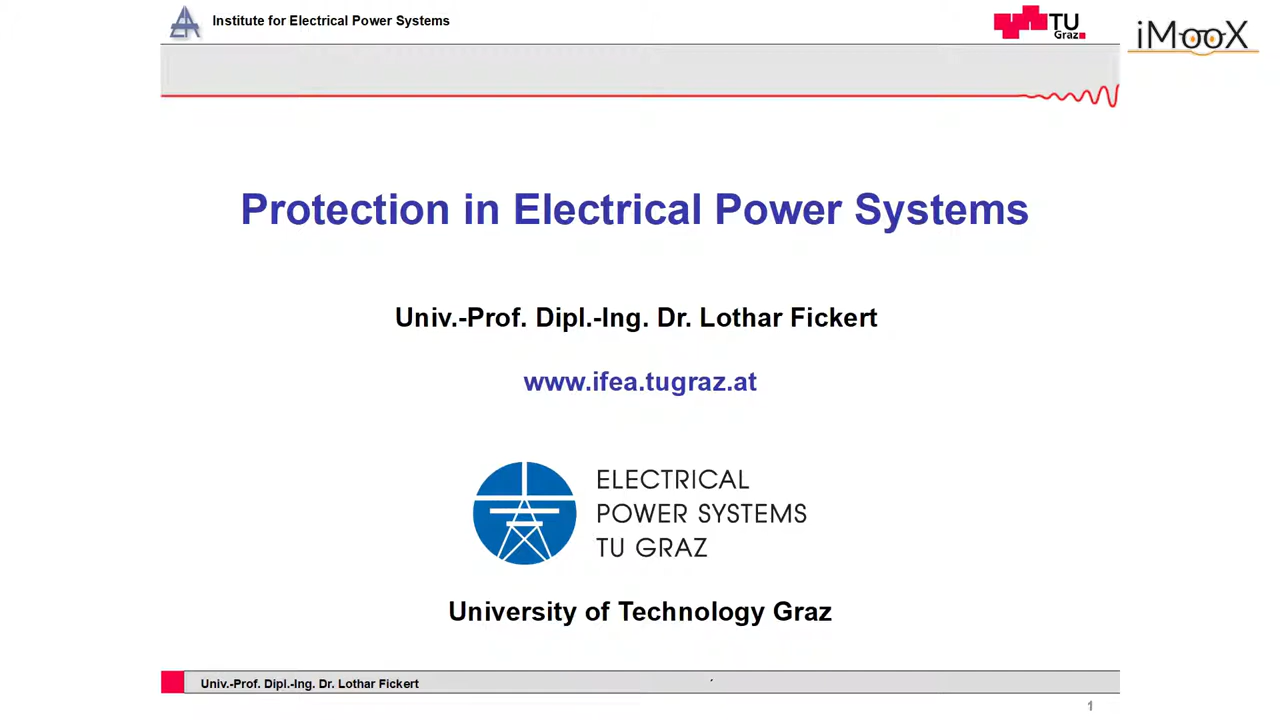 Institute for Electrical Power Systems
TU
Graz
iMooX
Protection in Electrical Power Systems
Univ.-Prof. Dipl.-Ing. Dr. Lothar Fickert
www.ifea.tugraz.at
ELECTRICAL
POWER SYSTEMS
TU GRAZ
University of Technology Graz
Univ.-Prof. Dipl.-Ing. Dr. Lothar Fickert
1